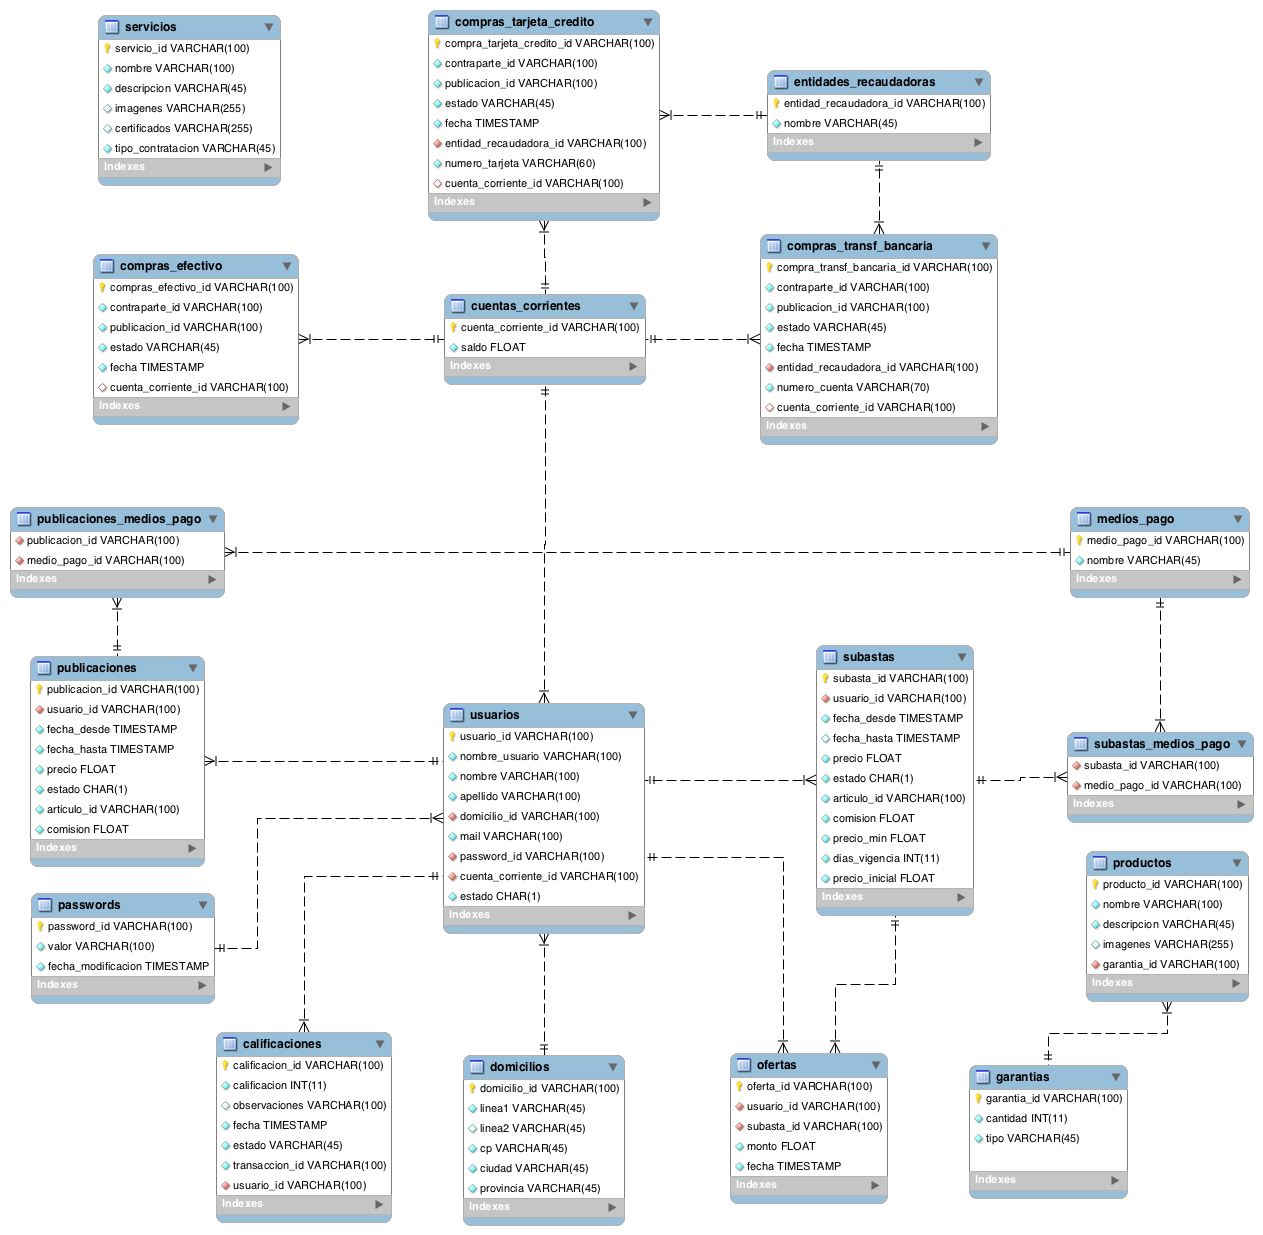 servicios
servicio_id VARCHAR(100)
nombre VARCHAR(100)
descripcion VARCHAR(45)
imagenes VARCHAR(255)
certificados VARCHAR(255)
tipo_contratacion VARCHAR(45)
Indexes
compras_tarjeta_credito
compra_tarjeta_credito_id VARCHAR(100)
contraparte_id VARCHAR(100)
publicacion_id VARCHAR(100)
estado VARCHAR(45)
fecha TIMESTAMP
entidad_recaudadora_id VARCHAR(100)
numero_tarjeta VARCHAR(60)
cuenta_corriente_id VARCHAR(100)
Indexes
entidades_recaudadoras
entidad_recaudadora_id VARCHAR(100)
nombre VARCHAR(45)
Indexes
compras_efectivo
compras_efectivo_id VARCHAR(100)
contraparte_id VARCHAR(100)
publicacion_id VARCHAR(100)
estado VARCHAR(45)
fecha TIMESTAMP
cuenta_corriente_id VARCHAR(100)
Indexes
cuentas_corrientes
cuenta_corriente_id VARCHAR(100)
saldo FLOAT
Indexes
compras_transf_bancaria
compra_transf_bancaria_id VARCHAR(100)
contraparte_id VARCHAR(100)
publicacion_id VARCHAR(100)
estado VARCHAR(45)
fecha TIMESTAMP
entidad_recaudadora_id VARCHAR(100)
numero_cuenta VARCHAR(70)
cuenta_corriente_id VARCHAR(100)
Indexes
publicaciones_medios_pago
publicacion_id VARCHAR(100)
medio_pago_id VARCHAR(100)
Indexes
medios_pago
medio_pago_id VARCHAR(100)
nombre VARCHAR(45)
Indexes
publicaciones
publicacion_id VARCHAR(100)
usuario_id VARCHAR(100)
fecha_desde TIMESTAMP
fecha_hasta TIMESTAMP
precio FLOAT
estado CHAR(1)
articulo_id VARCHAR(100)
comision FLOAT
Indexes
usuarios
usuario_id VARCHAR(100)
nombre_usuario VARCHAR(100)
nombre VARCHAR(100)
apellido VARCHAR(100)
domicilio_id VARCHAR(100)
mail VARCHAR(100)
password_id VARCHAR(100)
cuenta_corriente_id VARCHAR(100)
estado CHAR(1)
Indexes
subastas
subasta_id VARCHAR(100)
usuario_id VARCHAR(100)
fecha_desde TIMESTAMP
fecha_hasta TIMESTAMP
precio FLOAT
estado CHAR(1)
articulo_id VARCHAR(100)
comision FLOAT
precio_min FLOAT
dias_vigencia INT(11)
precio_inicial FLOAT
Indexes
subastas_medios_pago
subasta_id VARCHAR(100)
medio_pago_id VARCHAR(100)
Indexes
passwords
password_id VARCHAR(100)
valor VARCHAR(100)
fecha_modificacion TIMESTAMP
Indexes
productos
producto_id VARCHAR(100)
nombre VARCHAR(100)
descripcion VARCHAR(45)
imagenes VARCHAR(255)
garantia_id VARCHAR(100)
Indexes
calificaciones
calificacion_id VARCHAR(100)
calificacion INT(11)
observaciones VARCHAR(100)
fecha TIMESTAMP
estado VARCHAR(45)
transaccion_id VARCHAR(100)
usuario_id VARCHAR(100)
Indexes
domicilios
domicilio_id VARCHAR(100)
linea1 VARCHAR(45)
linea2 VARCHAR(45)
cp VARCHAR(45)
ciudad VARCHAR(45)
provincia VARCHAR(45)
Indexes
ofertas
oferta_id VARCHAR(100)
usuario_id VARCHAR(100)
subasta_id VARCHAR(100)
monto FLOAT
fecha TIMESTAMP
Indexes
garantias
garantia_id VARCHAR(100)
cantidad INT(11)
tipo VARCHAR(45)
Indexes